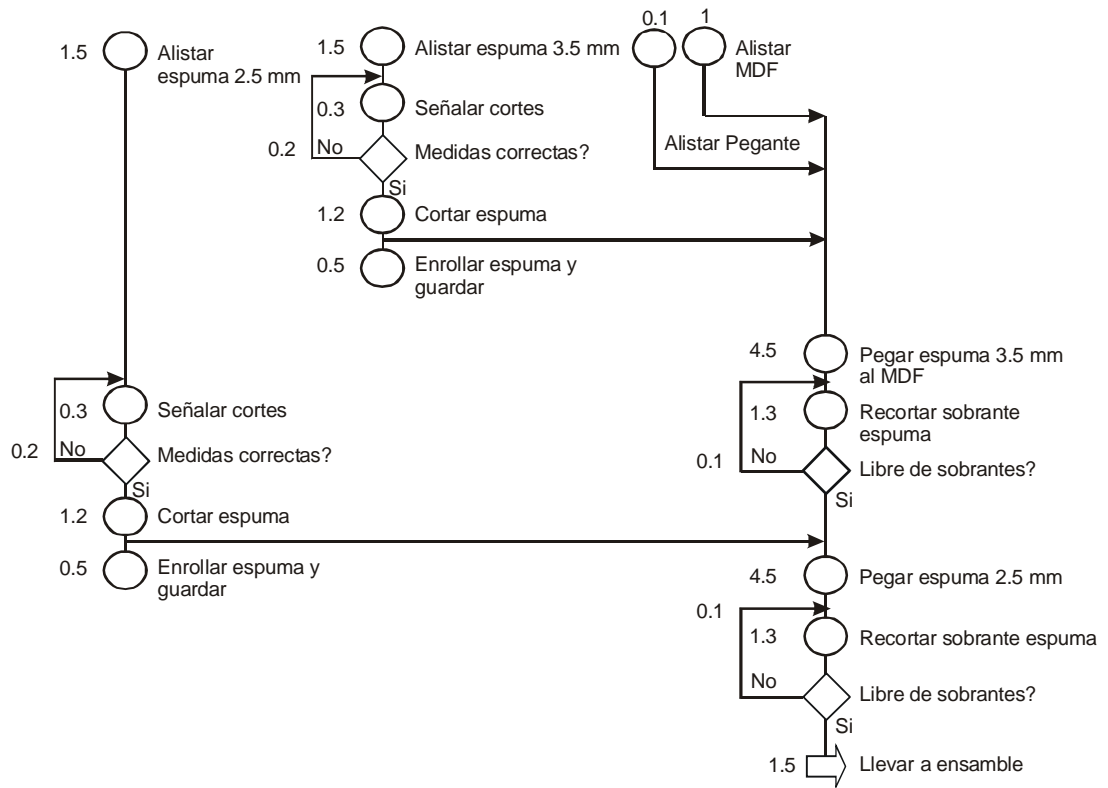 1.5
Alistar
espuma 2.5 mm
1.5
Alistar espuma 3.5 mm
0.1
1
Alistar
MDF
0.3
Señalar cortes
0.2
No
Medidas correctas?
Si
Alistar Pegante
1.2
Cortar espuma
0.5
Enrollar espuma y
guardar
4.5
Pegar espuma 3.5 mm
al MDF
0.3
Señalar cortes
0.2
No
Medidas correctas?
Si
1.3
Recortar sobrante
espuma
0.1
No
Libre de sobrantes?
Si
1.2
Cortar espuma
0.5
Enrollar espuma y
guardar
4.5
Pegar espuma 2.5 mm
0.1
1.3
Recortar sobrante espuma
No
Libre de sobrantes?
Si
1.5
Llevar a ensamble